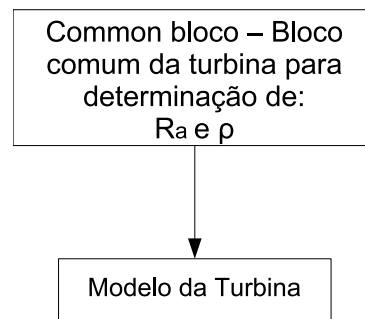 Common bloco – Bloco
comum da turbina para
determinação de:
Ra e ρ
Modelo da Turbina